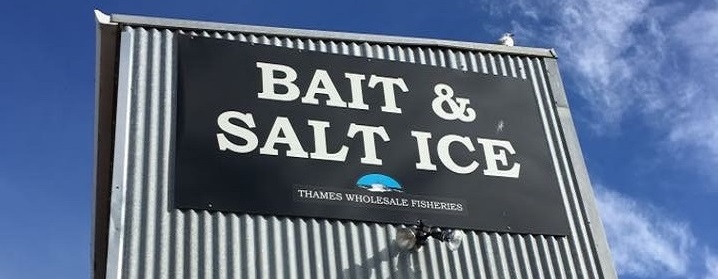 BAIT &
SALT ICE
THAMES WHOLESALE FISHERIES